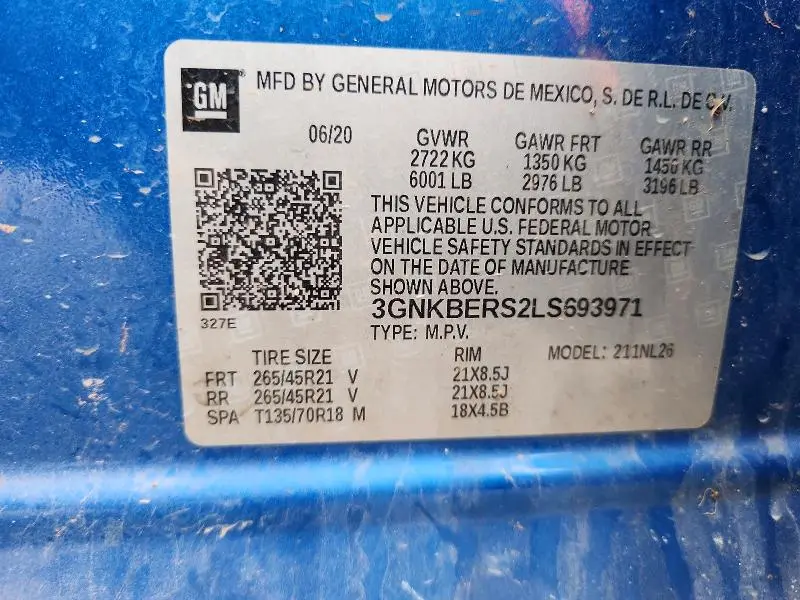 GM
MFD BY GENERAL MOTORS DE MEXICO, S. DE R.L. DE C.V.
06/20
GVWR GAWR FRT GAWR RR
2722 KG 1350 KG 1450 KG
6001 LB 2976 LB 3196 LB
THIS VEHICLE CONFORMS TO ALL
APPLICABLE U.S. FEDERAL MOTOR
VEHICLE SAFETY STANDARDS IN EFFECT
ON THE DATE OF MANUFACTURE
SHOWN ABOVE.
3GNKBERS2LS693971
327E
TYPE: M.P.V.
TIRE SIZE RIM MODEL: 211NL26
FRT 265/45R21 V 21X8.5J
RR 265/45R21 V 21X8.5J
SPA T135/70R18 M 18X4.5B